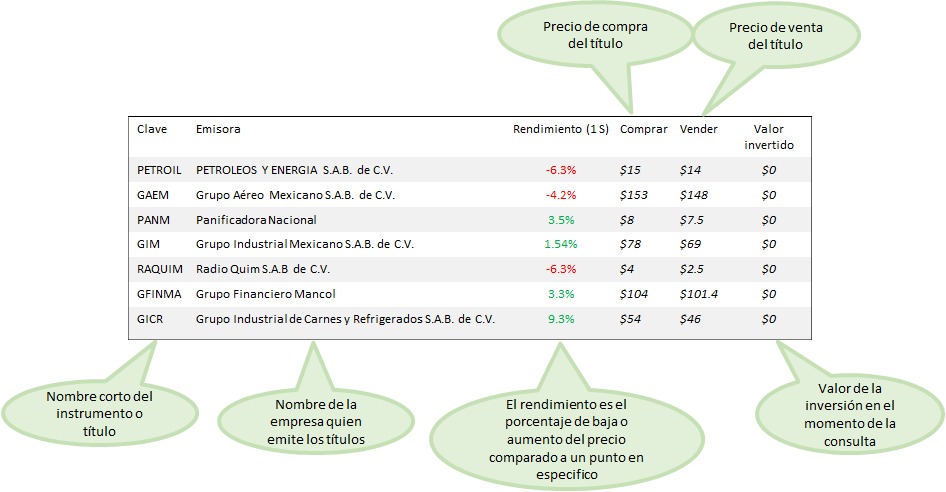 Precio de compra
del título
Precio de venta
del título
Clave Emisora Rendimiento (1 S) Comprar Vender Valor
invertido
PETROIL PETROLEOS Y ENERGIA S.A.B. de C.V. -6.3% $15 $14 $0
GAEM Grupo Aéreo Mexicano S.A.B. de C.V. -4.2% $153 $148 $0
PANM Panificadora Nacional 3.5% $8 $7.5 $0
GIM Grupo Industrial Mexicano S.A.B. de C.V. 1.54% $78 $69 $0
RAQUIM Radio Quim S.A.B de C.V. -6.3% $4 $2.5 $0
GFINMA Grupo Financiero Mancol 3.3% $104 $101.4 $0
GICR Grupo Industrial de Carnes y Refrigerados S.A.B. de C.V. 9.3% $54 $46 $0
Nombre corto del
instrumento o
título
Nombre de la
empresa quien
emite los títulos
El rendimiento es el
porcentaje de baja o
aumento del precio
comparado a un punto en
especifico
Valor de la
inversión en el
momento de la
consulta